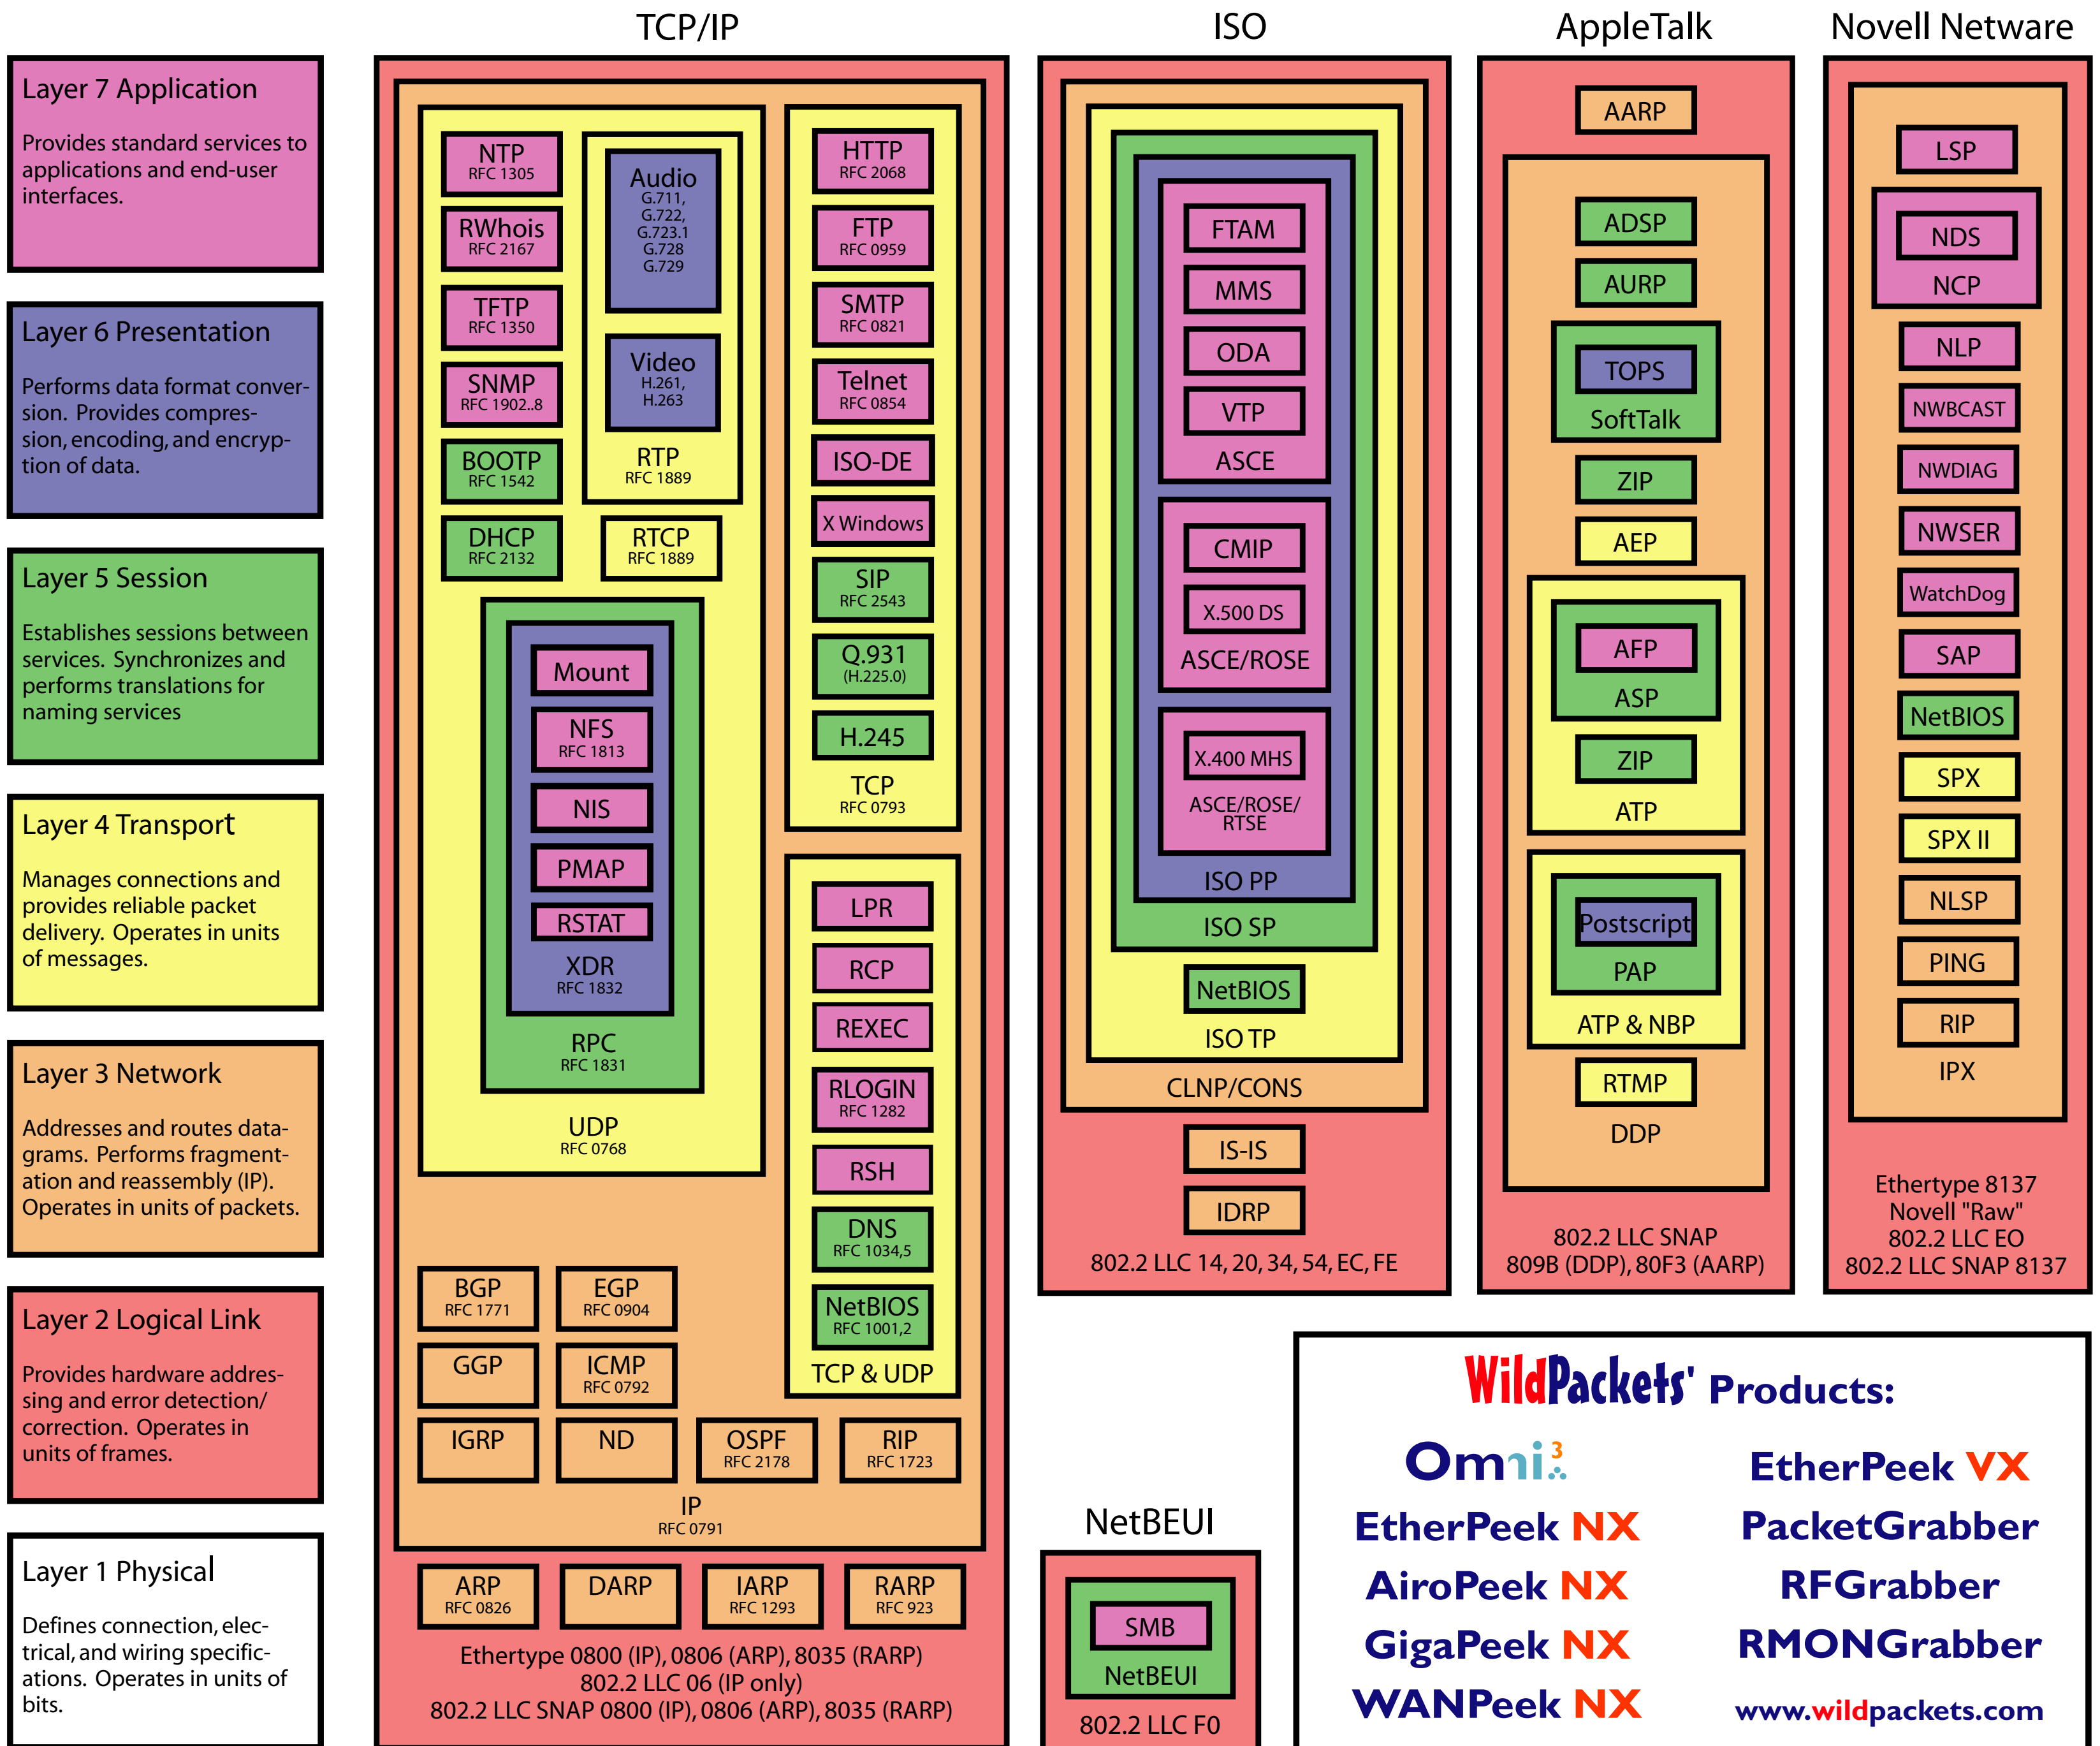 TCP/IP
ISO
AppleTalk
Novell Netware
Layer 7 Application
Provides standard services to
applications and end-user
interfaces.
Layer 6 Presentation
Performs data format conver-
sion. Provides compres-
sion, encoding, and encryp-
tion of data.
Layer 5 Session
Establishes sessions between
services. Synchronizes and
performs translations for
naming services
Layer 4 Transport
Manages connections and
provides reliable packet
delivery. Operates in units
of messages.
Layer 3 Network
Addresses and routes data-
grams. Performs fragment-
ation and reassembly (IP).
Operates in units of packets.
Layer 2 Logical Link
Provides hardware addres-
sing and error detection/
correction. Operates in
units of frames.
Layer 1 Physical
Defines connection, elec-
trical, and wiring specific-
ations. Operates in units of
bits.
NTP
RFC 1305
RWhois
RFC 2167
TFTP
RFC 1350
SNMP
RFC 1902..8
BOOTP
RFC 1542
DHCP
RFC 2132
Audio
G.711,
G.722,
G.723.1
G.728
G.729
Video
H.261,
H.263
RTP
RFC 1889
RTCP
RFC 1889
Mount
NFS
RFC 1813
NIS
PMAP
RSTAT
XDR
RFC 1832
RPC
RFC 1831
UDP
RFC 0768
HTTP
RFC 2068
FTP
RFC 0959
SMTP
RFC 0821
Telnet
RFC 0854
ISO-DE
X Windows
SIP
RFC 2543
Q.931
(H.225.0)
H.245
TCP
RFC 0793
LPR
RCP
REXEC
RLOGIN
RFC 1282
RSH
DNS
RFC 1034,5
NetBIOS
RFC 1001,2
TCP & UDP
BGP
RFC 1771
EGP
RFC 0904
GGP
ICMP
RFC 0792
IGRP
ND
OSPF
RFC 2178
RIP
RFC 1723
IP
RFC 0791
ARP
RFC 0826
DARP
IARP
RFC 1293
RARP
RFC 923
Ethertype 0800 (IP), 0806 (ARP), 8035 (RARP)
802.2 LLC 06 (IP only)
802.2 LLC SNAP 0800 (IP), 0806 (ARP), 8035 (RARP)
FTAM
MMS
ODA
VTP
ASCE
CMIP
X.500 DS
ASCE/ROSE
X.400 MHS
ASCE/ROSE/
RTSE
ISO PP
ISO SP
NetBIOS
ISO TP
CLNP/CONS
IS-IS
IDRP
802.2 LLC 14, 20, 34, 54, EC, FE
AARP
ADSP
AURP
TOPS
SoftTalk
ZIP
AEP
AFP
ASP
ZIP
ATP
Postscript
PAP
ATP & NBP
RTMP
DDP
802.2 LLC SNAP
809B (DDP), 80F3 (AARP)
LSP
NDS
NCP
NLP
NWBCAST
NWDIAG
NWSER
WatchDog
SAP
NetBIOS
SPX
SPX II
NLSP
PING
RIP
IPX
Ethertype 8137
Novell "Raw"
802.2 LLC EO
802.2 LLC SNAP 8137
NetBEUI
SMB
NetBEUI
802.2 LLC F0
WildPackets' Products:
Omni3
EtherPeek NX
AiroPeek NX
GigaPeek NX
WANPeek NX
EtherPeek VX
PacketGrabber
RFGrabber
RMONGrabber
www.wildpackets.com